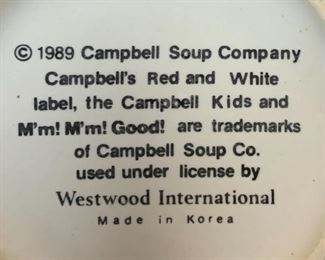 © 1989 Campbell Soup Company
Campbell's Red and White
label, the Campbell Kids and
M'm! M'm! Good! are trademarks
of Campbell Soup Co.
used under license by
Westwood International
Made in Korea